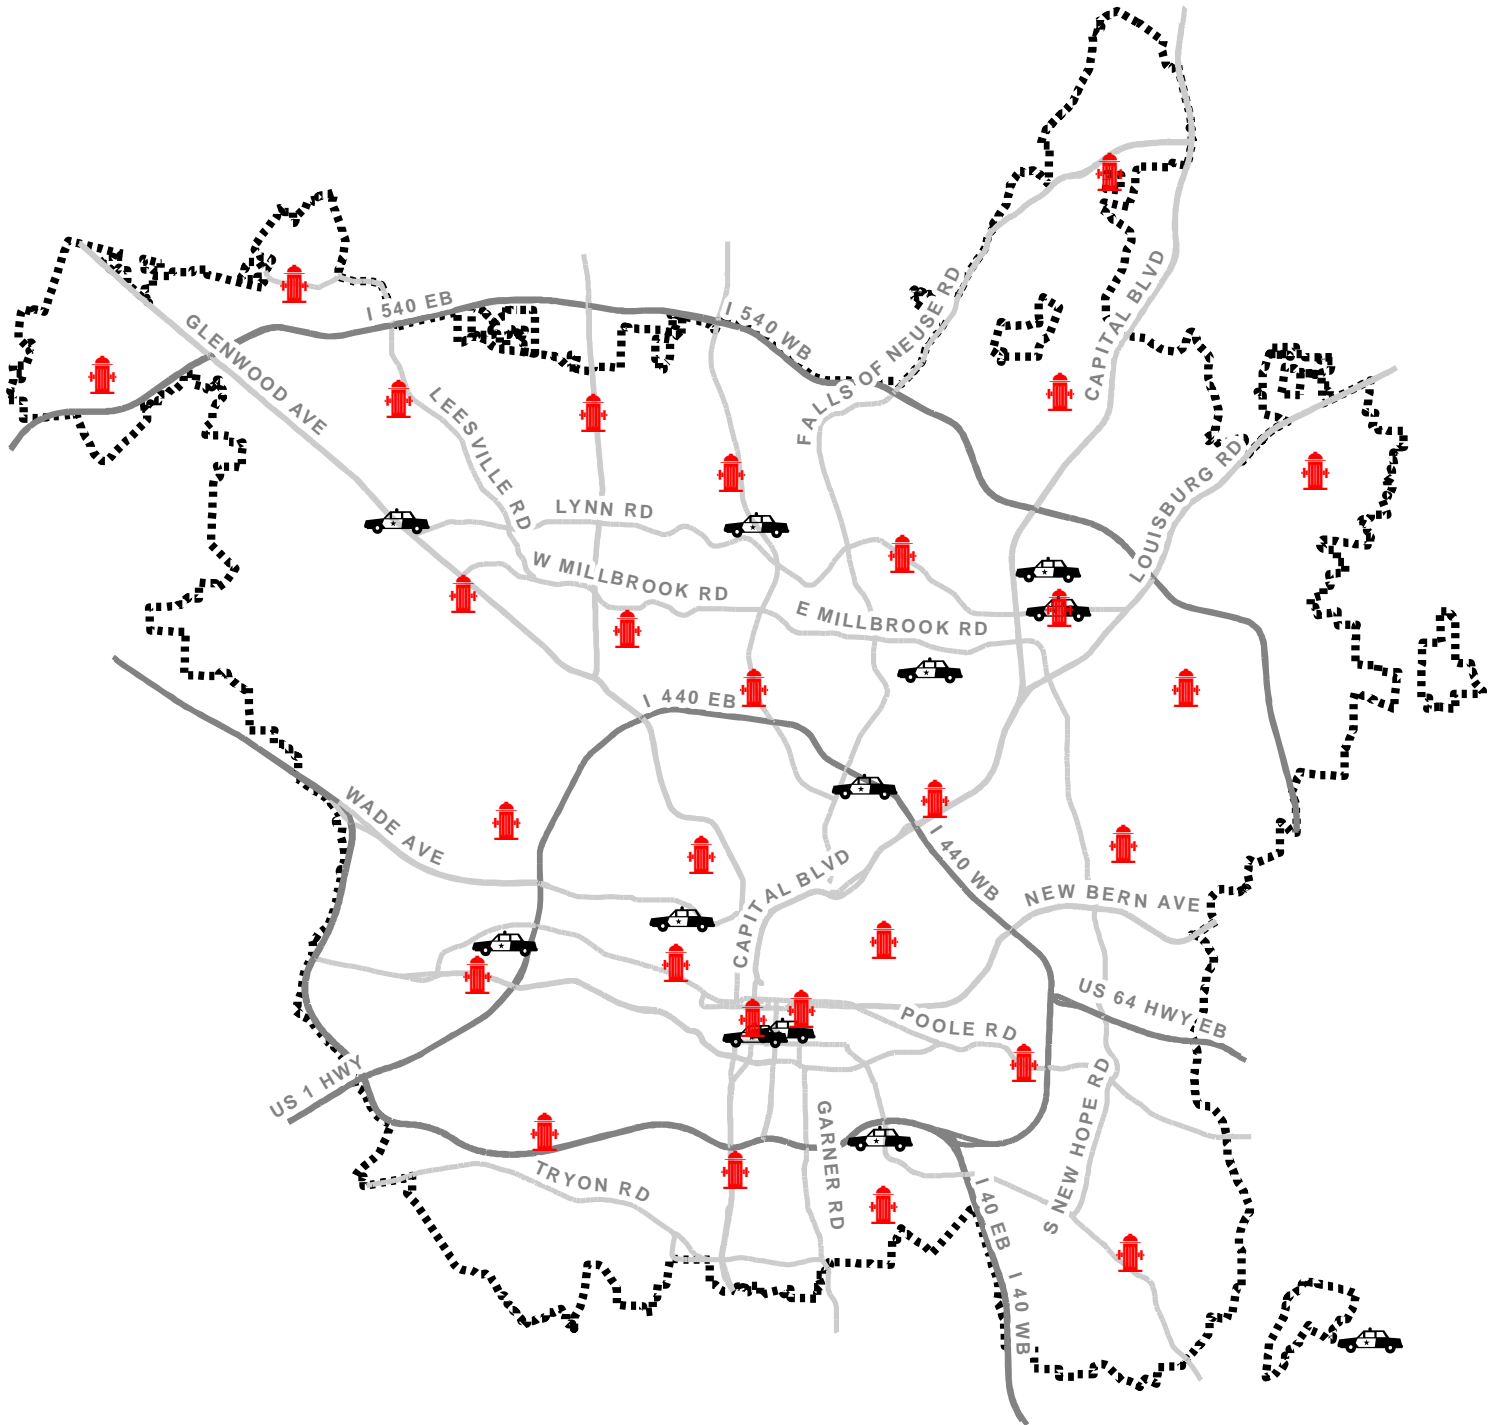 I 540 EB
I 540 WB
GLENWOOD AVE
FALLS OF NEUSE RD
CAPITAL BLVD
LEESVILLE RD
LOUISBURG RD
LYNN RD
W MILLBROOK RD
E MILLBROOK RD
I 440 EB
WADE AVE
I 440 WB
CAPITAL BLVD
NEW BERN AVE
US 64 HWY EB
POOLE RD
US 1 HWY
S NEW HOPE RD
GARNER RD
TRYON RD
I 40 EB
I 40 WB